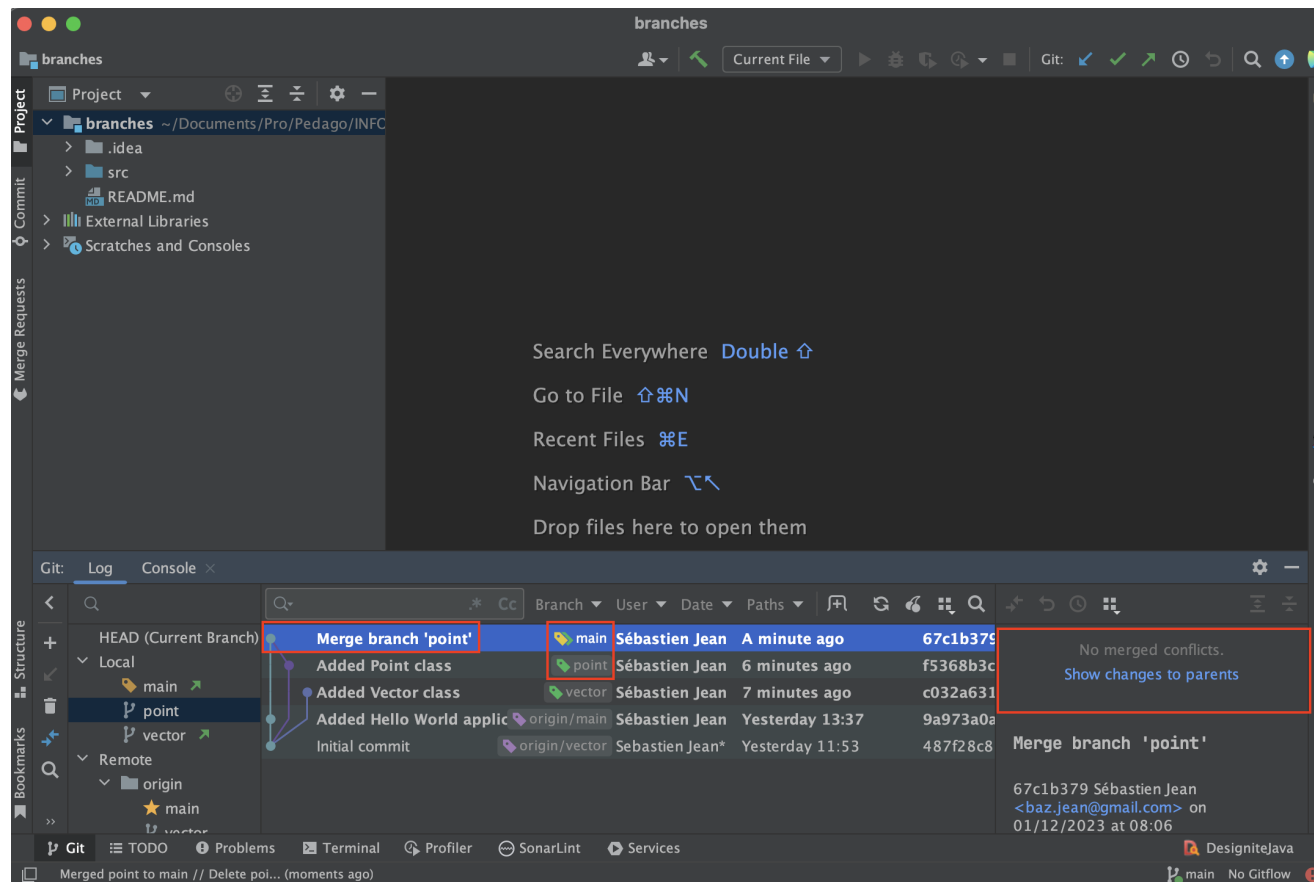 branches
branches
Current File
Git:
Project
branches ~/Documents/Pro/Pedago/INFO
.idea
src
README.md
External Libraries
Scratches and Consoles
Project
Commit
Merge Requests
Structure
Bookmarks
Search Everywhere Double ⇧
Go to File ⇧⌘N
Recent Files ⌘E
Navigation Bar ⌥↖
Drop files here to open them
Git: Log Console
.* Cc Branch User Date Paths
HEAD (Current Branch)
Local
main
point
vector
Remote
origin
main
vector
Merge branch 'point' main Sébastien Jean A minute ago 67c1b379
Added Point class point Sébastien Jean 6 minutes ago f5368b3c
Added Vector class vector Sébastien Jean 7 minutes ago c032a631
Added Hello World applic origin/main Sébastien Jean Yesterday 13:37 9a973a0a
Initial commit origin/vector Sebastien Jean* Yesterday 11:53 487f28c8
No merged conflicts.
Show changes to parents
Merge branch 'point'
67c1b379 Sébastien Jean
<baz.jean@gmail.com> on
01/12/2023 at 08:06
Git TODO Problems Terminal Profiler SonarLint Services DesigniteJava
Merged point to main // Delete poi... (moments ago) main No Gitflow